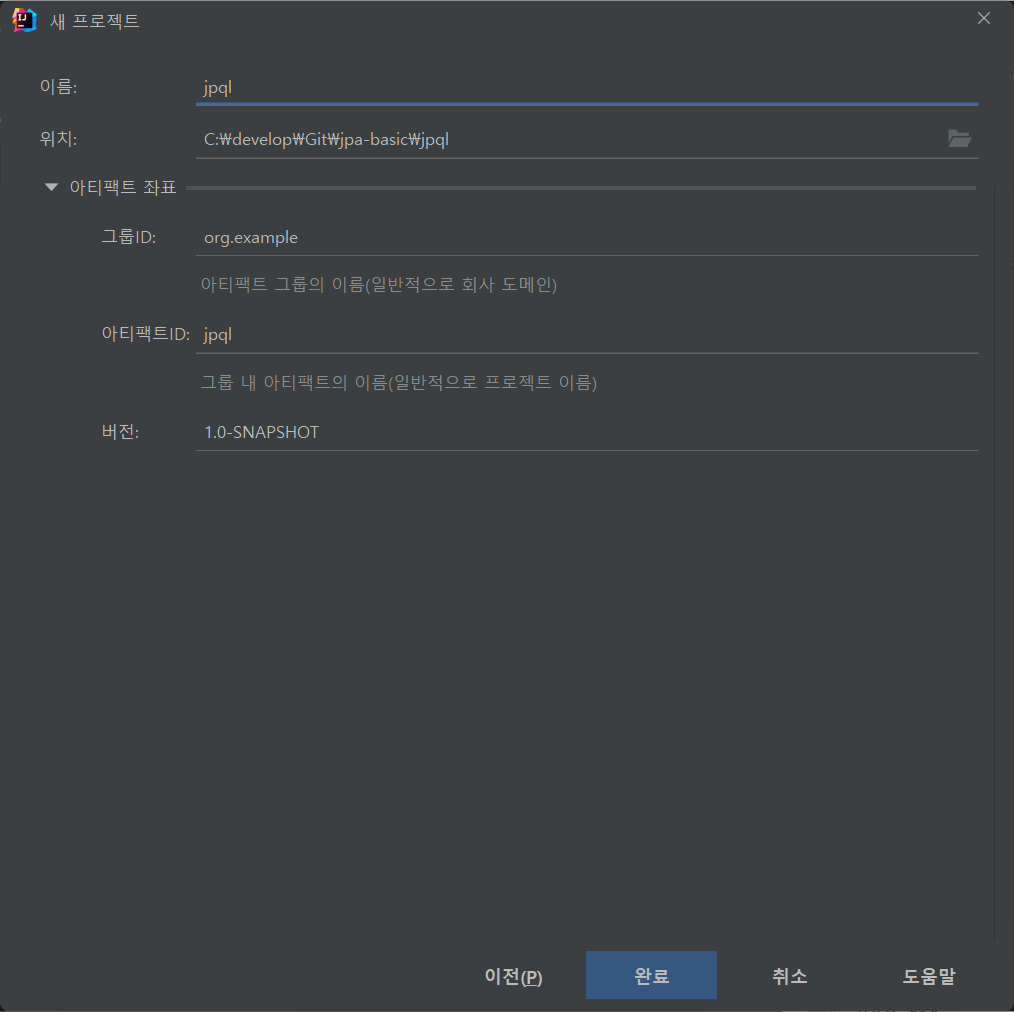 새 프로젝트
이름: jpql
위치: C:₩develop₩Git₩jpa-basic₩jpql
아티팩트 좌표
그룹ID: org.example
아티팩트 그룹의 이름(일반적으로 회사 도메인)
아티팩트ID: jpql
그룹 내 아티팩트의 이름(일반적으로 프로젝트 이름)
버전: 1.0-SNAPSHOT
이전(P) 완료 취소 도움말